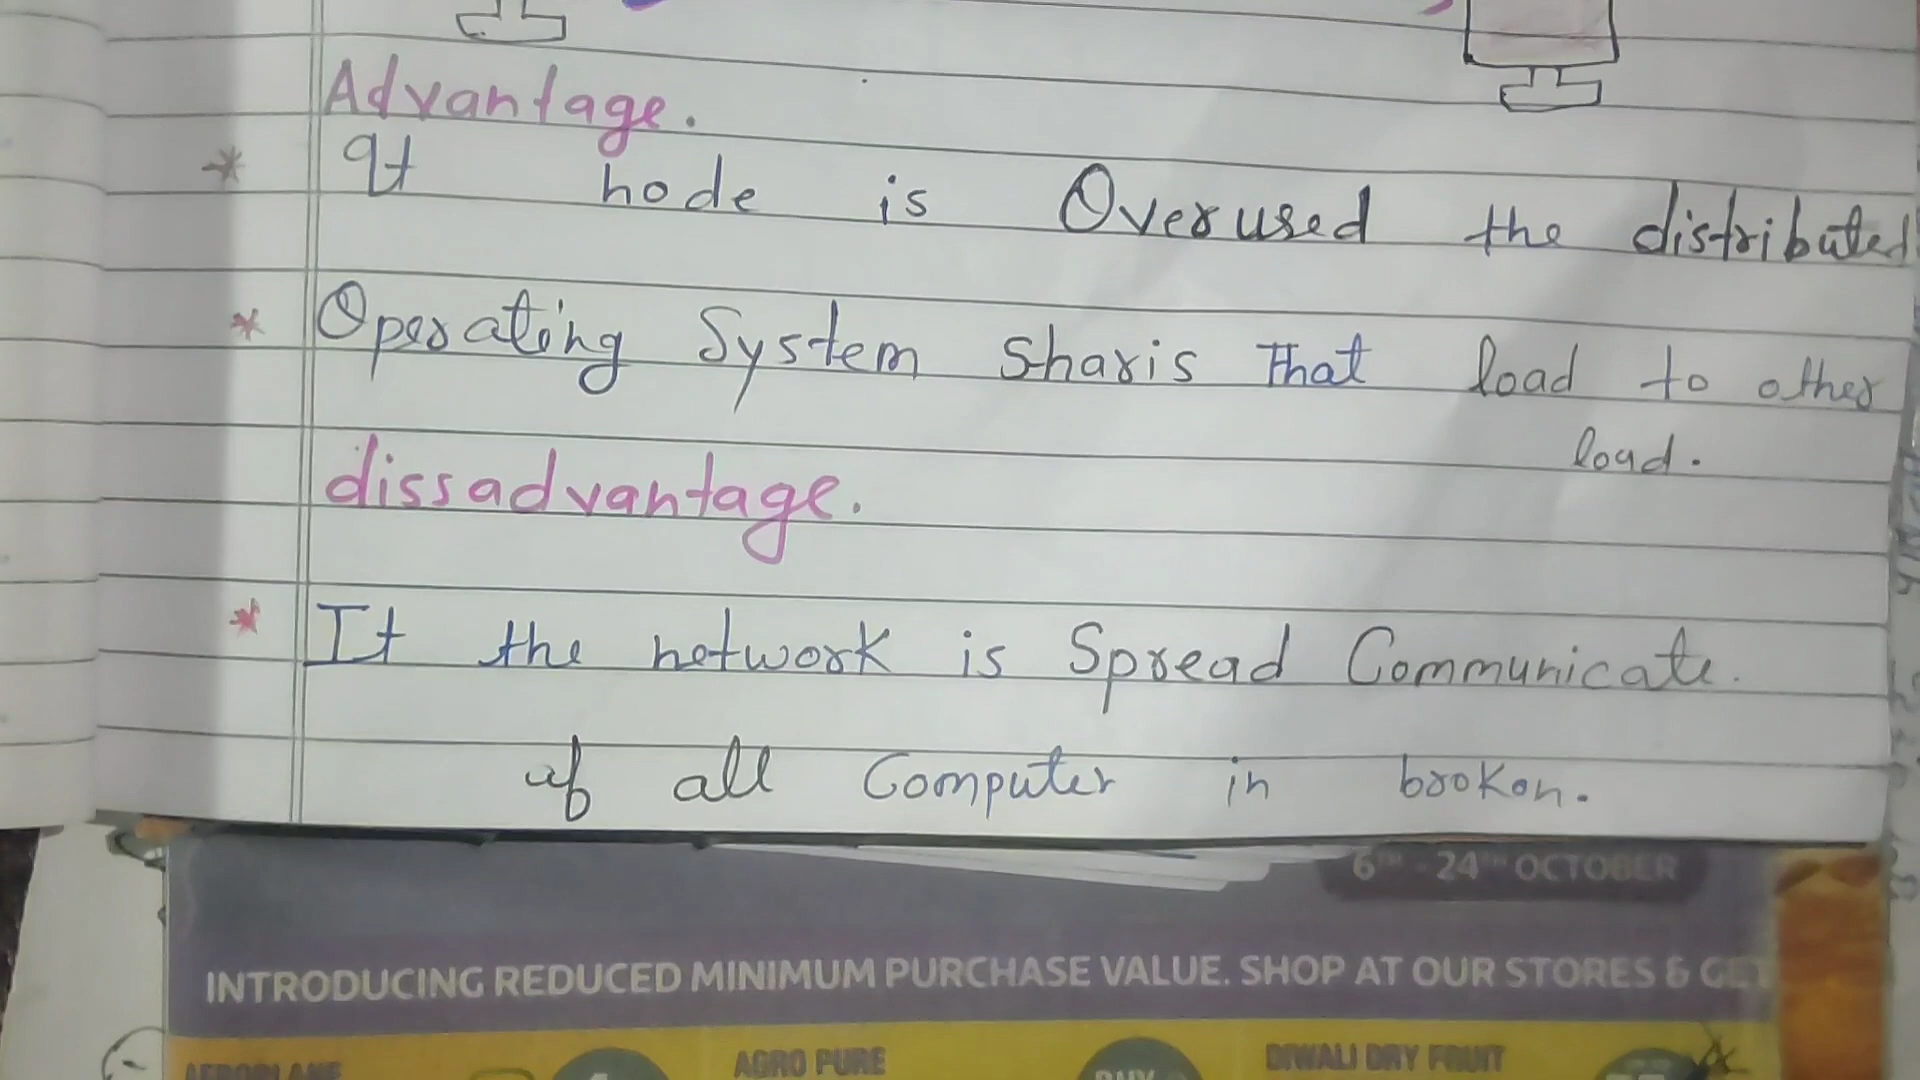 Advantage.
* It node is Overused the distributed
* Operating System sharis That load to other
load.
dissadvantage.
* It the network is Spread Communicate.
of all Computer in brokon.
6TH - 24TH OCTOBER
INTRODUCING REDUCED MINIMUM PURCHASE VALUE. SHOP AT OUR STORES & GET
AEROPLANE
AGRO PURE
BUY
DIWALI DRY FRUIT